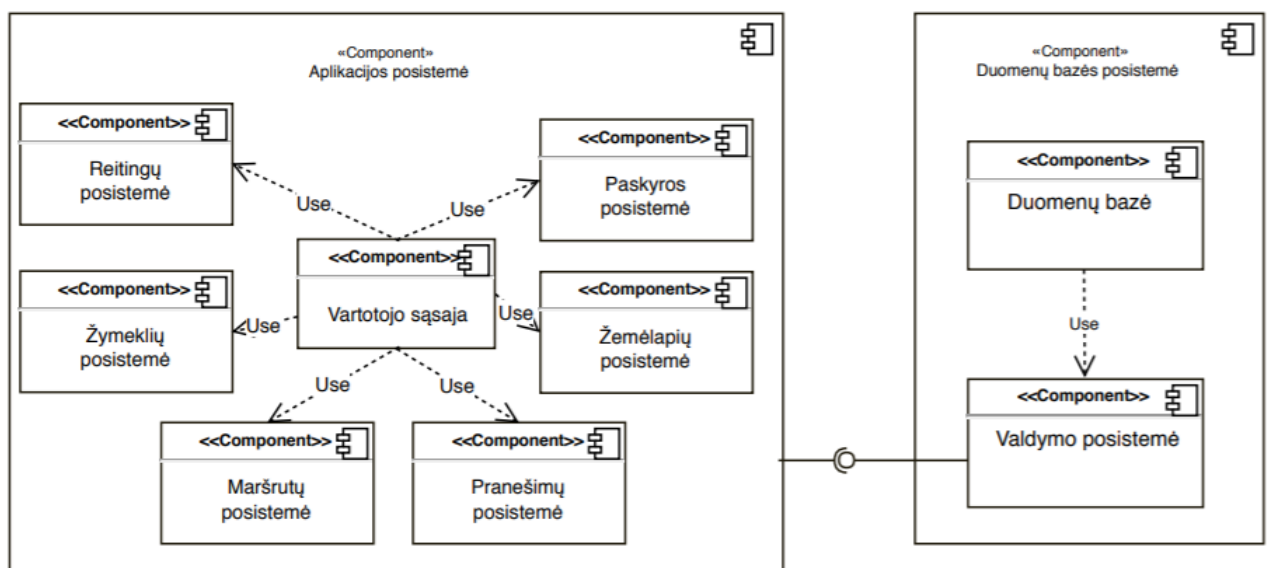 «Component»
Aplikacijos posistemė
<<Component>>
Reitingų
posistemė
<<Component>>
Paskyros
posistemė
Use
Use
<<Component>>
Vartotojo sąsaja
<<Component>>
Žymeklių
posistemė
Use
Use
<<Component>>
Žemėlapių
posistemė
Use
Use
<<Component>>
Maršrutų
posistemė
<<Component>>
Pranešimų
posistemė
«Component»
Duomenų bazės posistemė
<<Component>>
Duomenų bazė
Use
<<Component>>
Valdymo posistemė